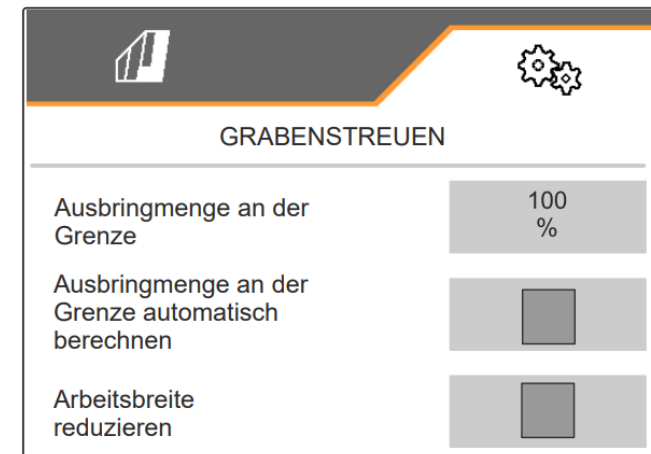 GRABENSTREUEN
Ausbringmenge an der
Grenze
100
%
Ausbringmenge an der
Grenze automatisch
berechnen
Arbeitsbreite
reduzieren